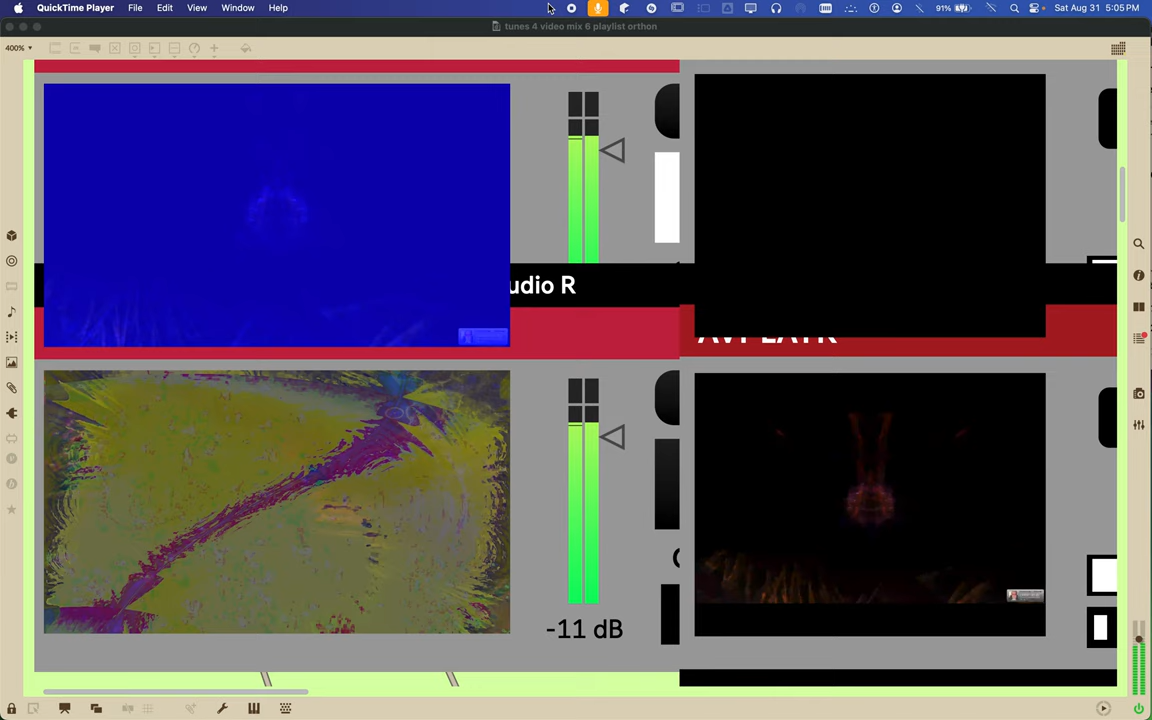 QuickTime Player File Edit View Window Help 91% Sat Aug 31 5:05 PM
tunes 4 video mix 6 playlist orthon
400%
udio R
-11 dB